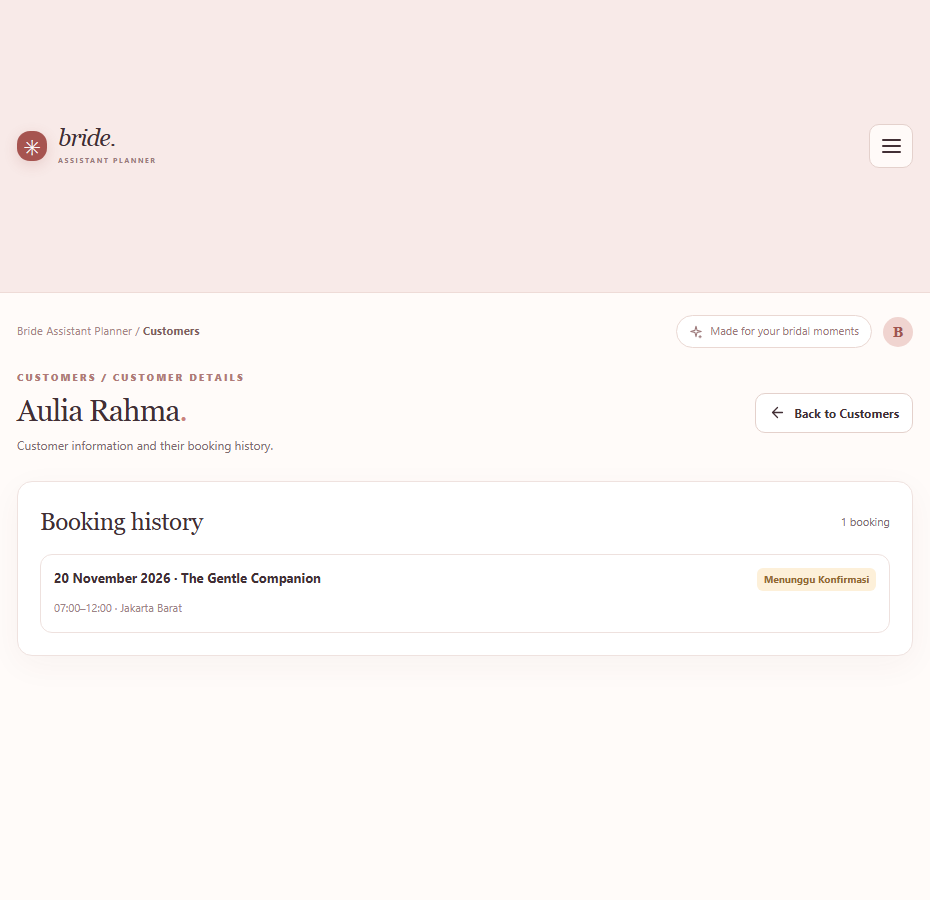 bride.
ASSISTANT PLANNER
Bride Assistant Planner / Customers
Made for your bridal moments
B
CUSTOMERS / CUSTOMER DETAILS
Aulia Rahma.
Back to Customers
Customer information and their booking history.
Booking history
1 booking
20 November 2026 · The Gentle Companion
Menunggu Konfirmasi
07:00–12:00 · Jakarta Barat